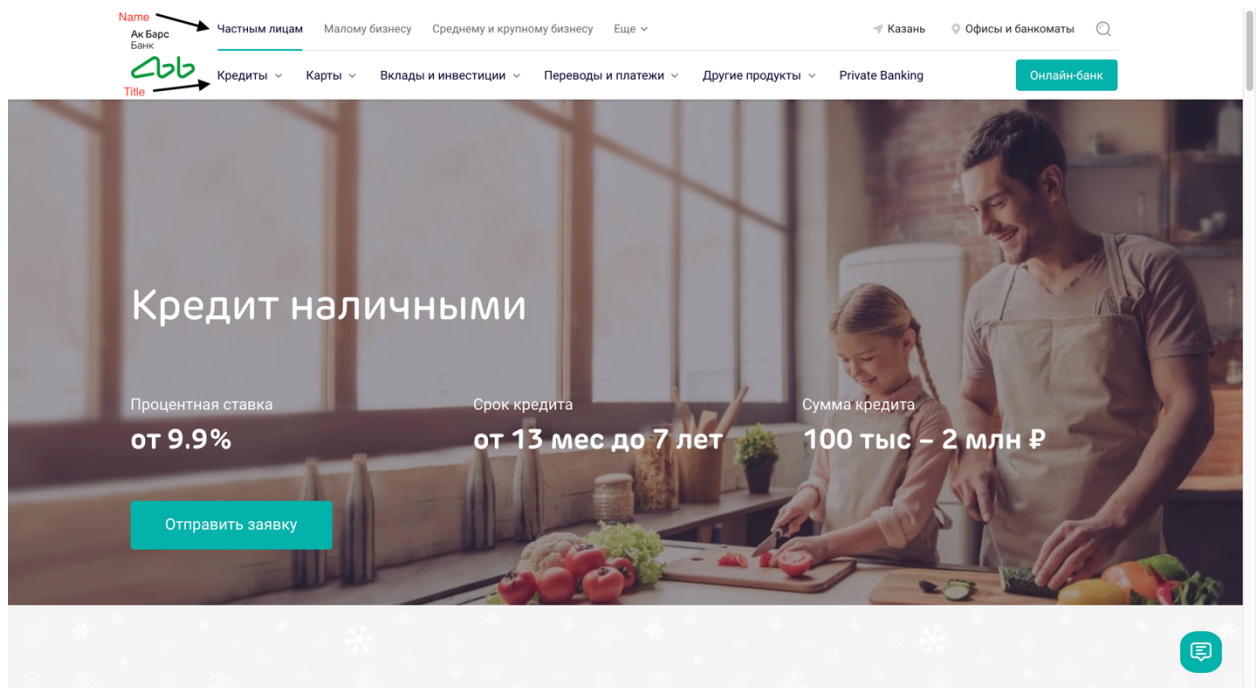 Name
Частным лицам Малому бизнесу Среднему и крупному бизнесу Еще Казань Офисы и банкоматы
Ак Барс
Банк
Кредиты Карты Вклады и инвестиции Переводы и платежи Другие продукты Private Banking Онлайн-банк
Title
Кредит наличными
Процентная ставка Срок кредита Сумма кредита
от 9.9% от 13 мес до 7 лет 100 тыс – 2 млн ₽
Отправить заявку